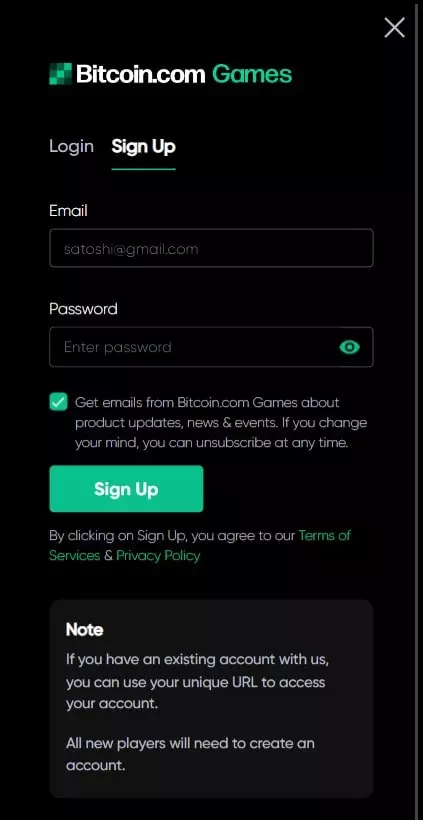 Bitcoin.com Games
Login Sign Up
Email
satoshi@gmail.com
Password
Enter password
Get emails from Bitcoin.com Games about
product updates, news & events. If you change
your mind, you can unsubscribe at any time.
Sign Up
By clicking on Sign Up, you agree to our Terms of
Services & Privacy Policy
Note
If you have an existing account with us,
you can use your unique URL to access
your account.
All new players will need to create an
account.